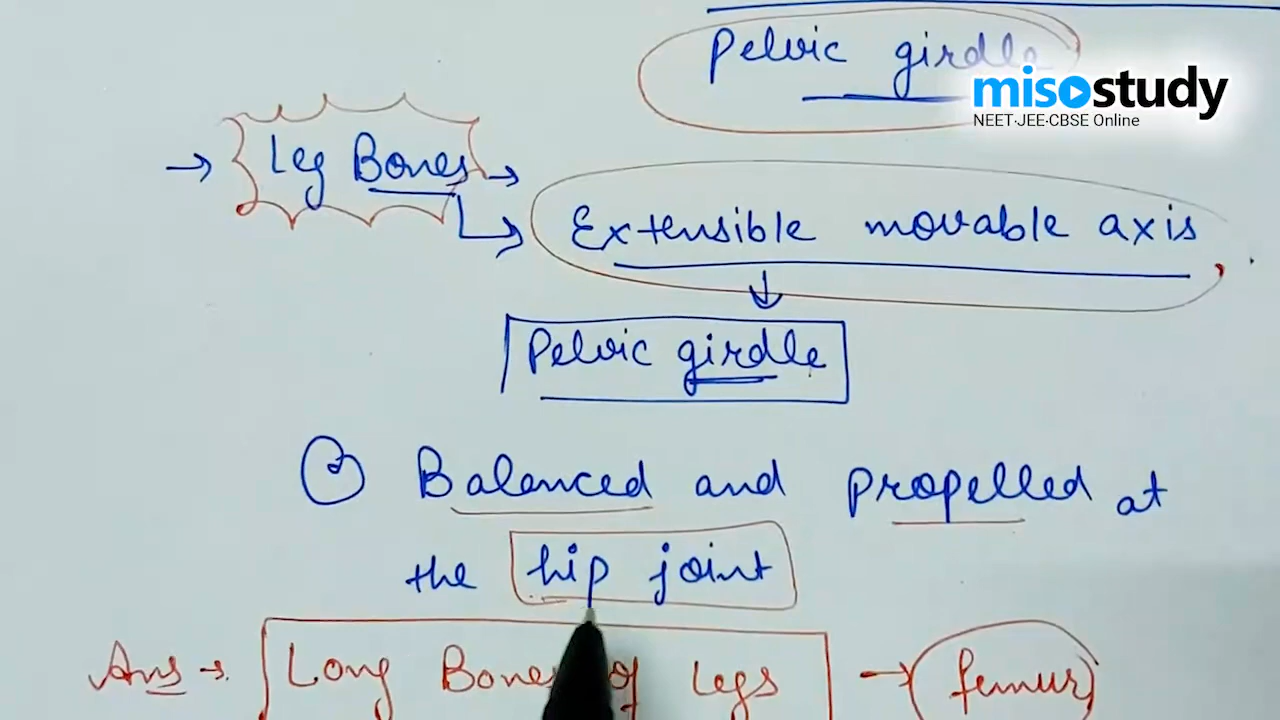 Pelvic girdle
misostudy
NEET·JEE·CBSE Online
→ Leg Bones →
Extensible movable axis
Pelvic girdle
Balanced and propelled at
the hip joint
Ans → Long Bones of Legs → femur